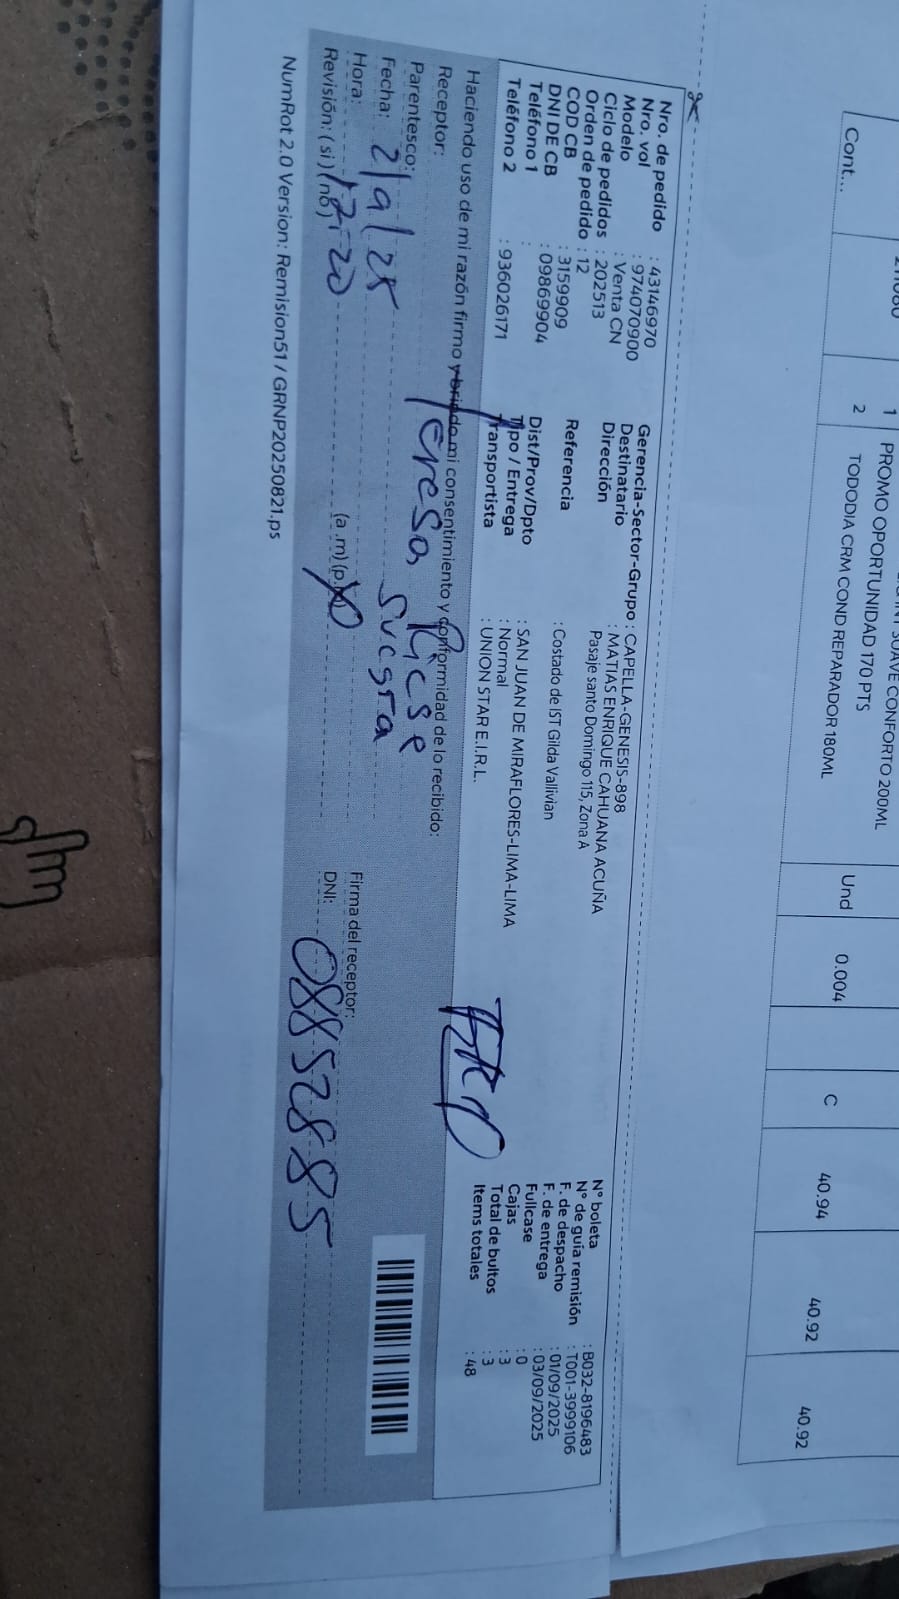 Cont...
1 PROMO OPORTUNIDAD 170 PTS
2 TODODIA CRM COND REPARADOR 180ML Und 0.004 C 40.94 40.92 40.92
SUAVE CONFORTO 200ML
Nro. de pedido : 43146970
Nro. vol : 974070900
Modelo : Venta CN
Ciclo de pedidos : 202513
Orden de pedido : 12
COD CB : 3159909
DNI DE CB : 09869904
Teléfono 1 :
Teléfono 2 : 936026171
Gerencia-Sector-Grupo : CAPELLA-GENESIS-898
Destinatario : MATIAS ENRIQUE CAHUANA ACUÑA
Dirección Pasaje santo Domingo 115, Zona A
Referencia : Costado de IST Gilda Vallivian
Dist/Prov/Dpto : SAN JUAN DE MIRAFLORES-LIMA-LIMA
Tipo / Entrega : Normal
Transportista : UNION STAR E.I.R.L.
N° boleta : B032-8196483
N° de guía remisión : T001-3999106
F. de despacho : 01/09/2025
F. de entrega : 03/09/2025
Fullcase : 0
Cajas : 3
Total de bultos : 3
Items totales : 48
Haciendo uso de mi razón firmo y brindo mi consentimiento y conformidad de lo recibido:
Receptor: Teresa
Parentesco: suegra
Fecha: 2/9/25
Hora: (a.m)(p.
Revisión: ( si ) ( no )
Firma del receptor:
DNI: 08852885
NumRot 2.0 Version: Remision51 / GRNP20250821.ps